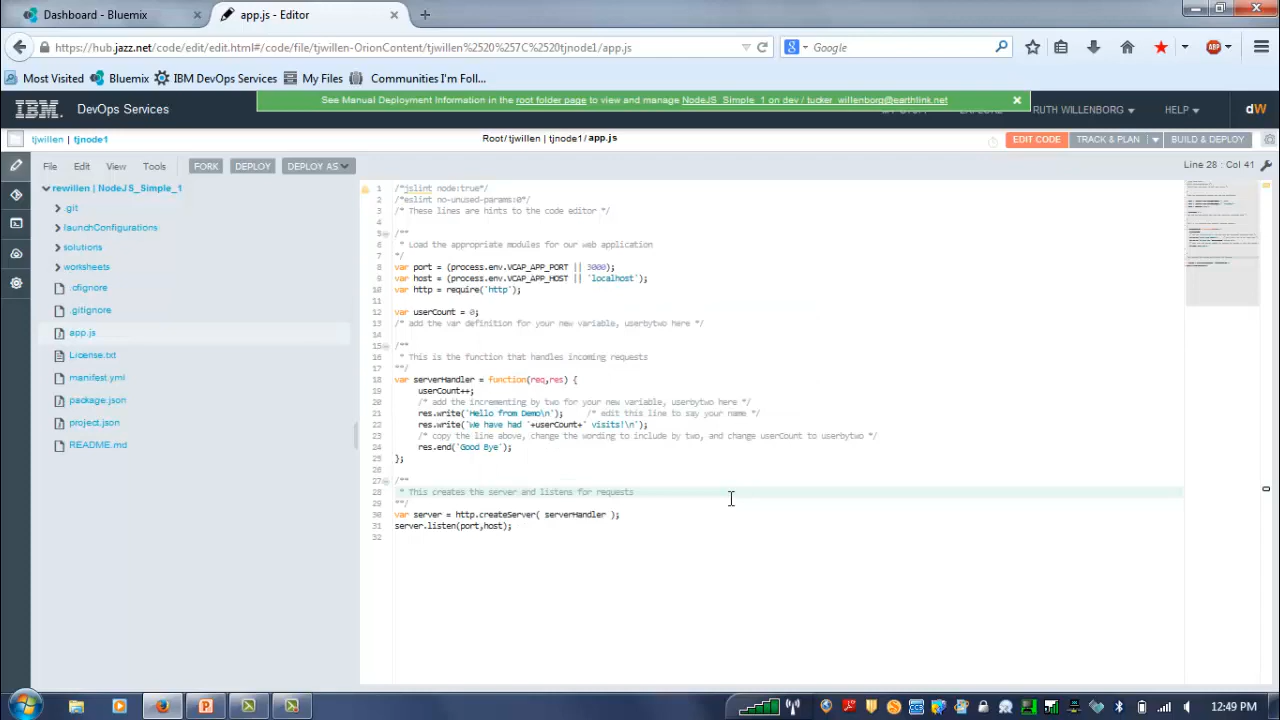 Dashboard - Bluemix
app.js - Editor
https://hub.jazz.net/code/edit/edit.html#/code/file/tjwillen-OrionContent/tjwillen%2520%257C%2520tjnode1/app.js
Google
ABP
Most Visited
Bluemix
IBM DevOps Services
My Files
Communities I'm Foll...
See Manual Deployment Information in the root folder page to view and manage NodeJS_Simple_1 on dev / tucker_willenborg@earthlink.net
IBM
DevOps Services
RUTH WILLENBORG
HELP
dW
tjwillen | tjnode1
Root / tjwillen | tjnode1 / app.js
EDIT CODE
TRACK & PLAN
BUILD & DEPLOY
File
Edit
View
Tools
FORK
DEPLOY
DEPLOY AS
Line 28 : Col 41
rewillen | NodeJS_Simple_1
.git
launchConfigurations
solutions
worksheets
.cfignore
.gitignore
app.js
License.txt
manifest.yml
package.json
project.json
README.md
1 /*jslint node:true*/
2 /*eslint no-unused-params:0*/
3 /* These lines are hints to the code editor */
4
5 /**
6 * Load the appropriate modules for our web application
7 */
8 var port = (process.env.VCAP_APP_PORT || 3000);
9 var host = (process.env.VCAP_APP_HOST || 'localhost');
10 var http = require('http');
11
12 var userCount = 0;
13 /* add the var definition for your new variable, userbytwo here */
14
15 /**
16 * This is the function that handles incoming requests
17 **/
18 var serverHandler = function(req,res) {
19 userCount++;
20 /* add the incrementing by two for your new variable, userbytwo here */
21 res.write('Hello from Demo\n'); /* edit this line to say your name */
22 res.write('We have had '+userCount+' visits!\n');
23 /* copy the line above, change the wording to include by two, and change userCount to userbytwo */
24 res.end('Good Bye');
25 };
26
27 /**
28 * This creates the server and listens for requests
29 **/
30 var server = http.createServer( serverHandler );
31 server.listen(port,host);
32
12:49 PM